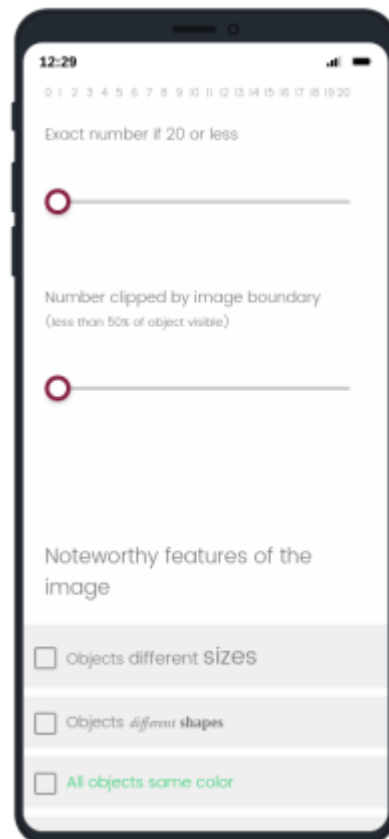 12:29
0 1 2 3 4 5 6 7 8 9 10 11 12 13 14 15 16 17 18 19 20
Exact number if 20 or less
Number clipped by image boundary
(less than 50% of object visible)
Noteworthy features of the
image
Objects different sizes
Objects different shapes
All objects same color